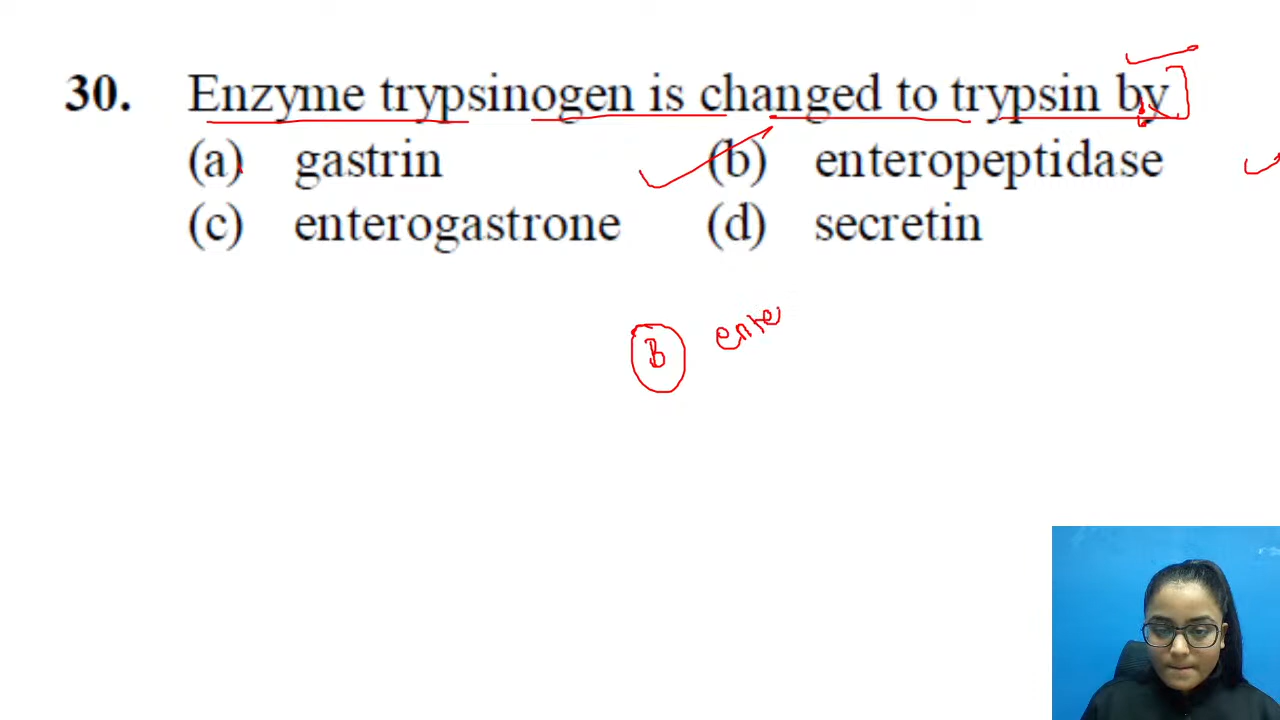 30. Enzyme trypsinogen is changed to trypsin by
(a) gastrin (b) enteropeptidase
(c) enterogastrone (d) secretin
B ente